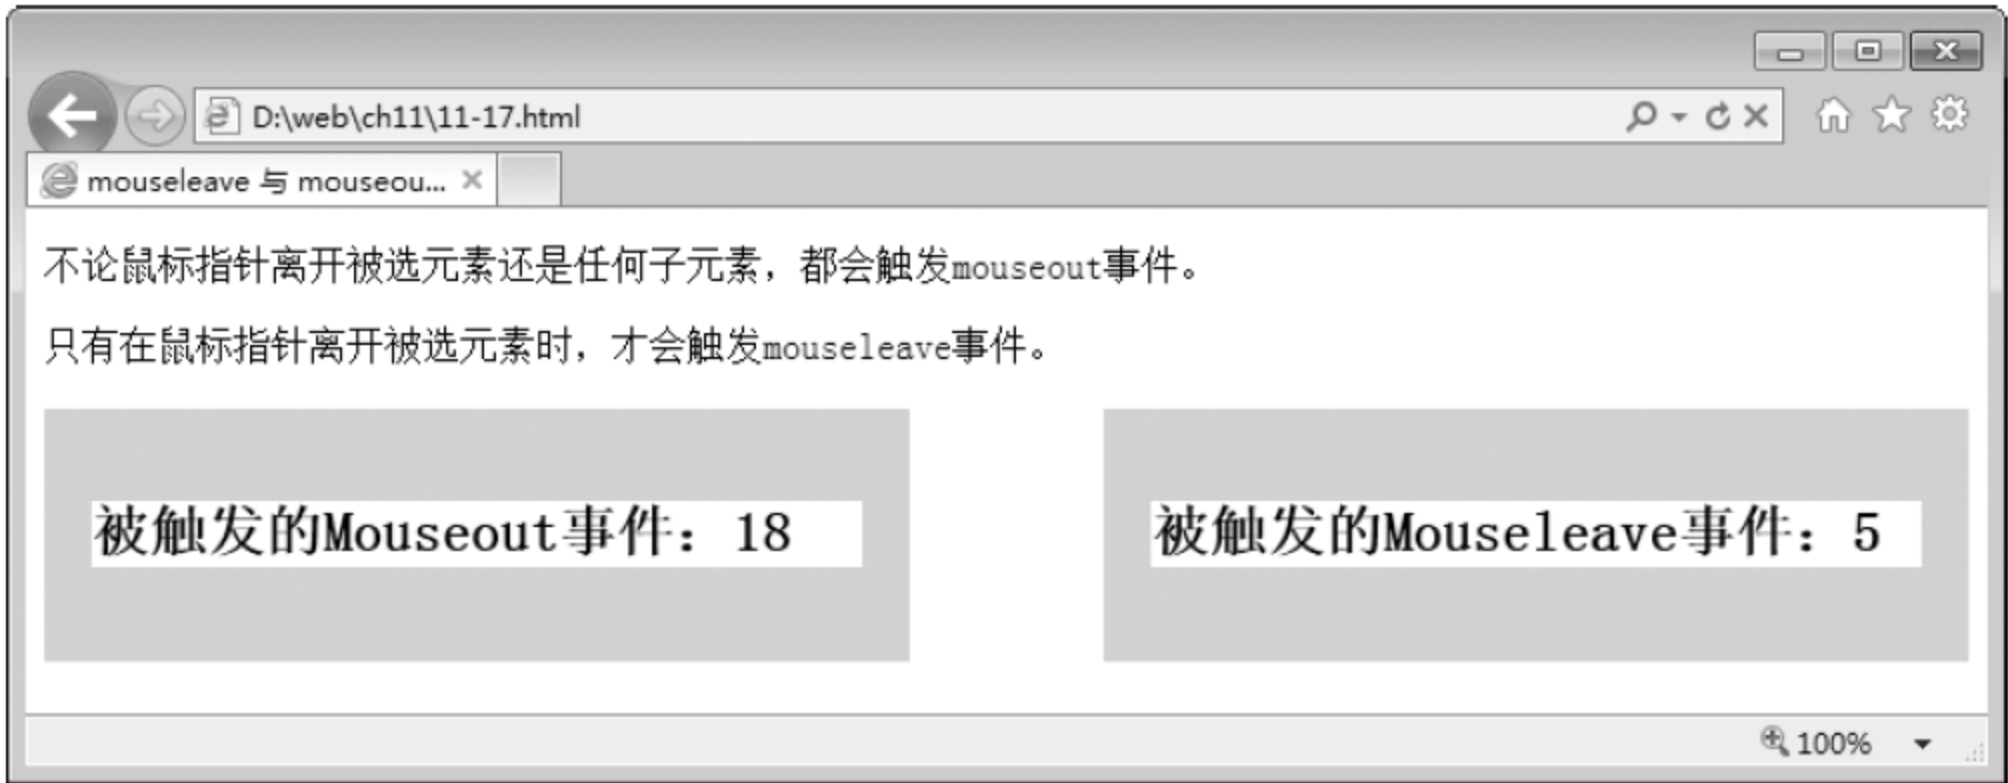 D:\web\ch11\11-17.html
mouseleave 与 mouseou...
不论鼠标指针离开被选元素还是任何子元素，都会触发mouseout事件。
只有在鼠标指针离开被选元素时，才会触发mouseleave事件。
被触发的Mouseout事件：18
被触发的Mouseleave事件：5
100%